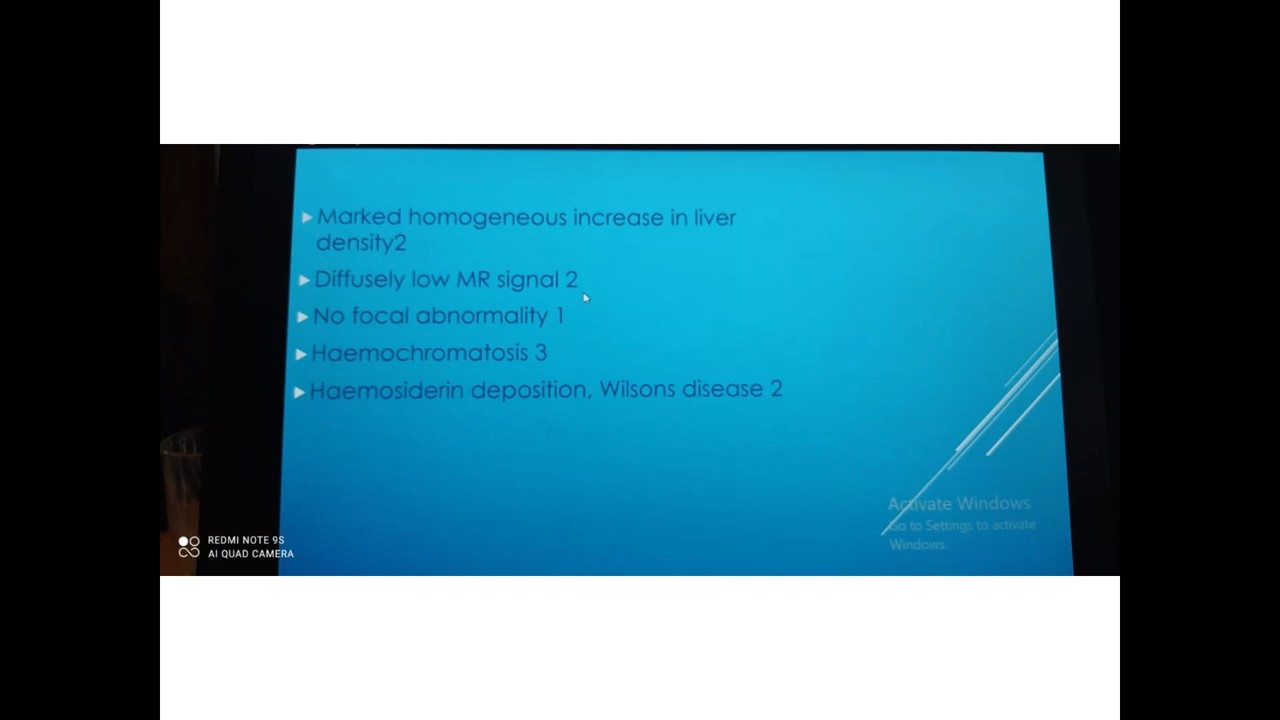 Marked homogeneous increase in liver
density2
Diffusely low MR signal 2
No focal abnormality 1
Haemochromatosis 3
Haemosiderin deposition, Wilsons disease 2
Activate Windows
Go to Settings to activate
Windows.
REDMI NOTE 9S
AI QUAD CAMERA